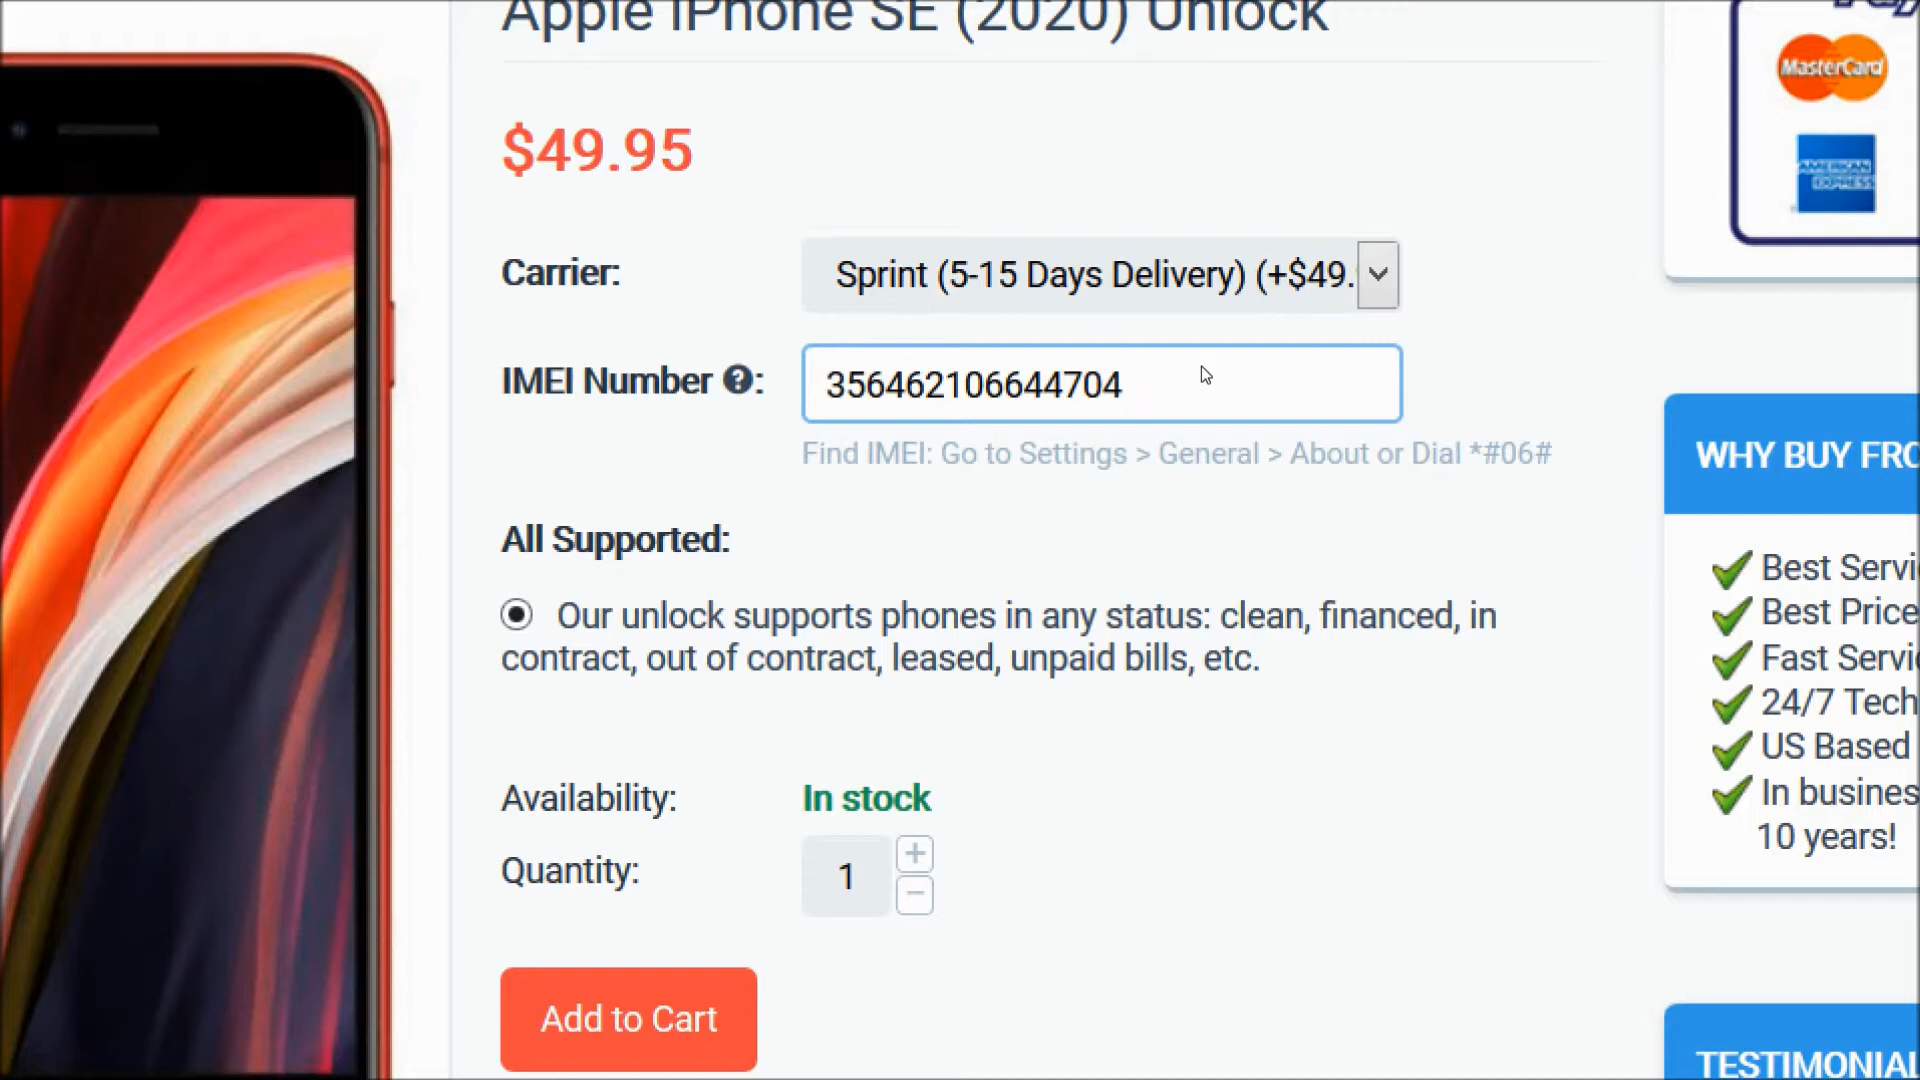 Apple iPhone SE (2020) Unlock
$49.95
Carrier:
Sprint (5-15 Days Delivery) (+$49.
IMEI Number ?:
356462106644704
Find IMEI: Go to Settings > General > About or Dial *#06#
All Supported:
Our unlock supports phones in any status: clean, financed, in
contract, out of contract, leased, unpaid bills, etc.
Availability:
In stock
Quantity:
1
Add to Cart
MasterCard
AMERICAN
EXPRESS
WHY BUY FRO
Best Servi
Best Price
Fast Servi
24/7 Tech
US Based
In busines
10 years!
TESTIMONIAL